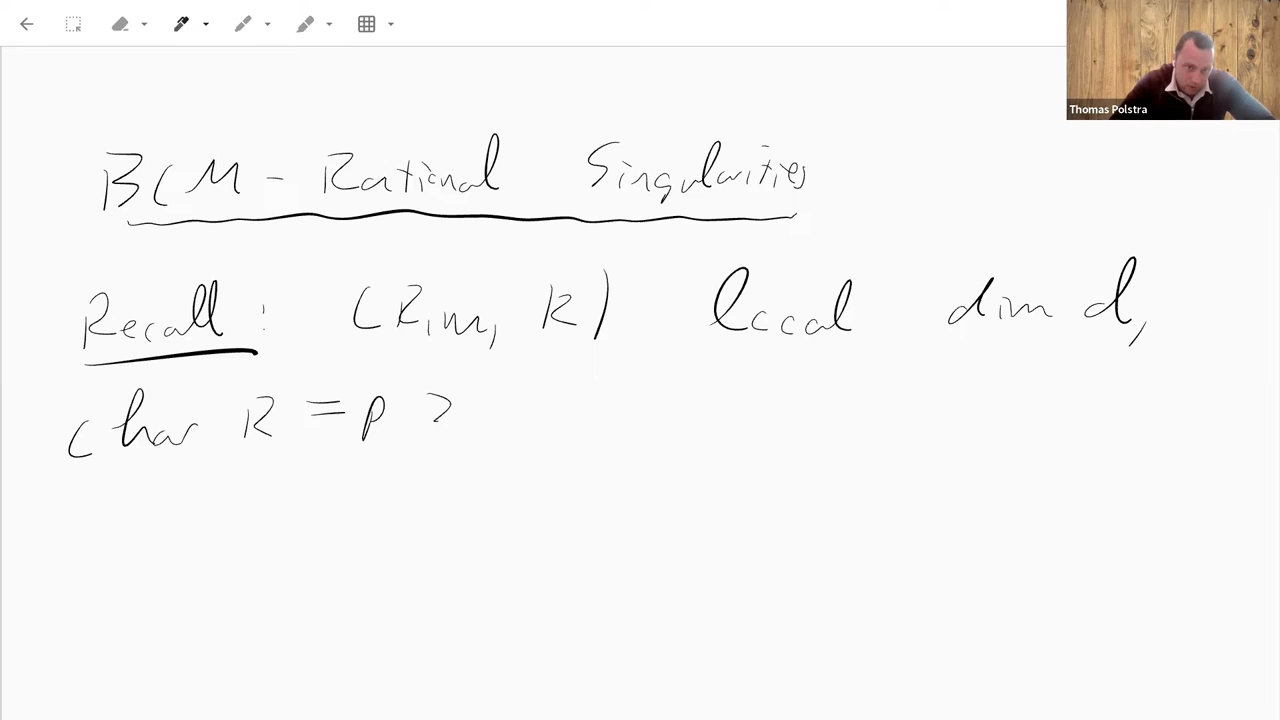 Thomas Polstra
BCM - Rational Singularities
Recall: (R, m, k) local dim d,
char R = p >